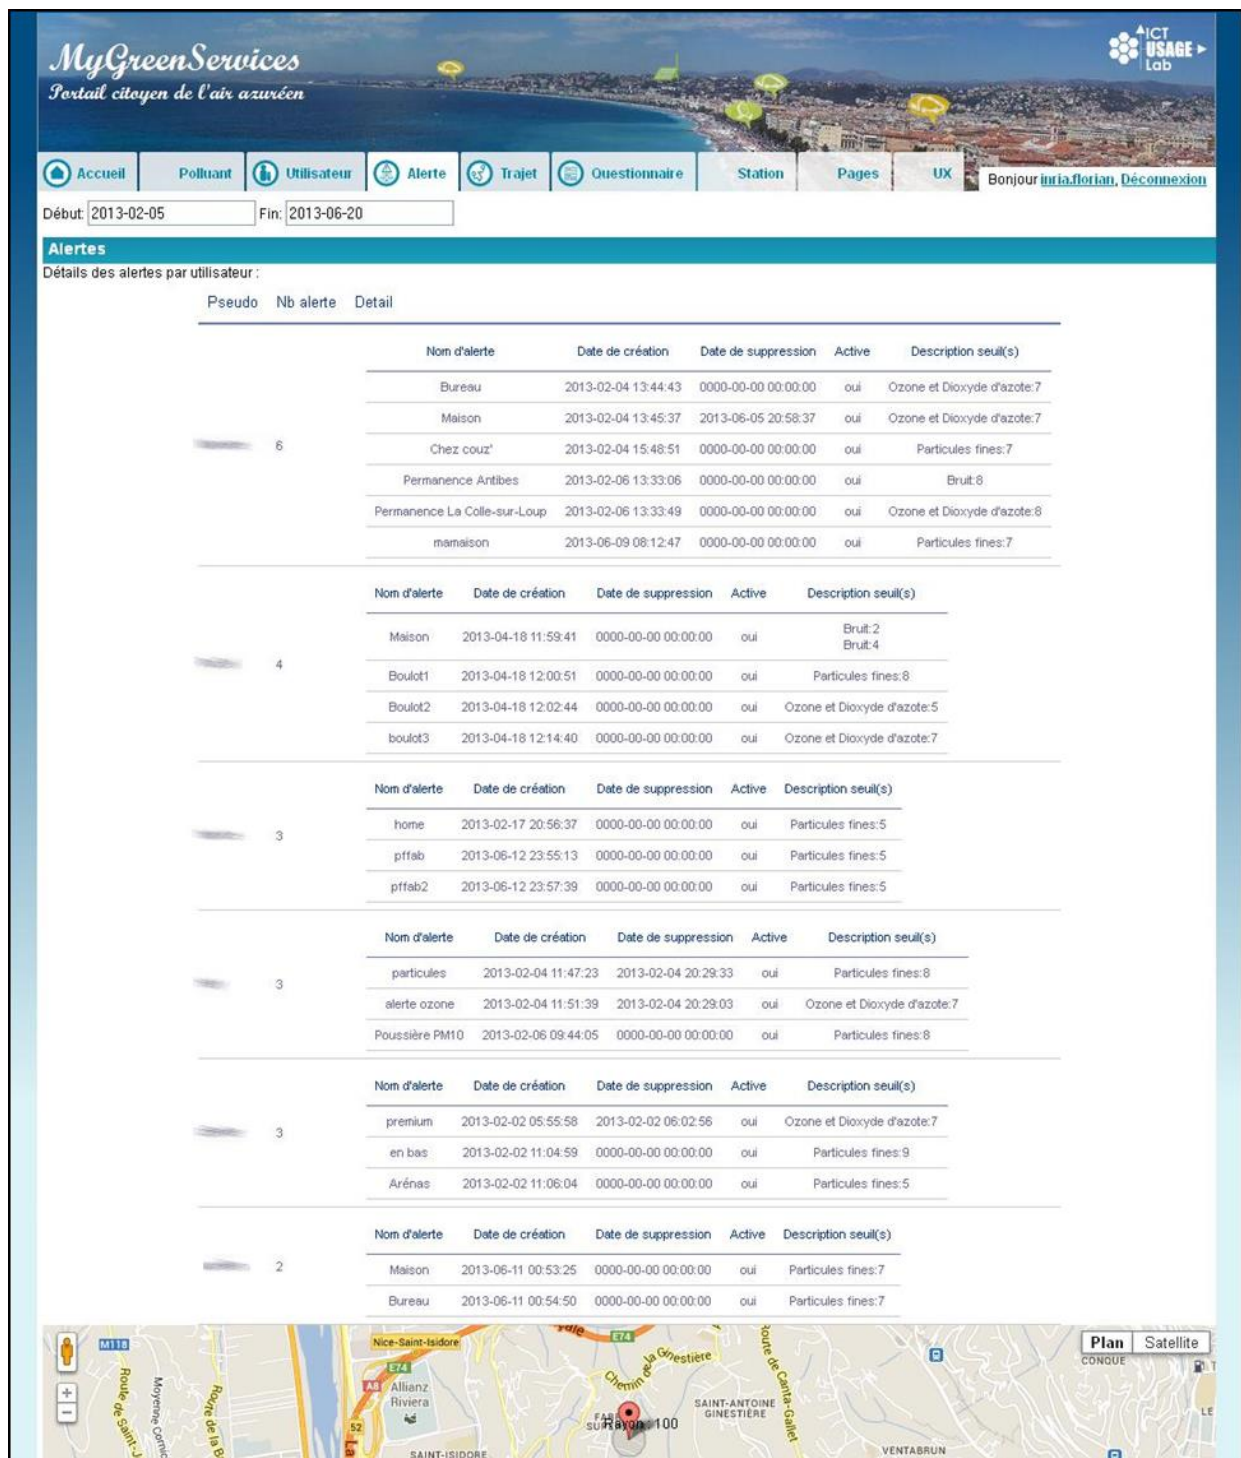 MyGreenServices
Portail citoyen de l'air azuréen
ICT
USAGE
Lab
Accueil Polluant Utilisateur Alerte Trajet Questionnaire Station Pages UX Bonjour inria.florian, Déconnexion
Début: 2013-02-05 Fin: 2013-06-20
Alertes
Détails des alertes par utilisateur :
Pseudo Nb alerte Detail
Nom d'alerte Date de création Date de suppression Active Description seuil(s)
Bureau 2013-02-04 13:44:43 0000-00-00 00:00:00 oui Ozone et Dioxyde d'azote:7
Maison 2013-02-04 13:45:37 2013-06-05 20:58:37 oui Ozone et Dioxyde d'azote:7
6 Chez couz' 2013-02-04 15:48:51 0000-00-00 00:00:00 oui Particules fines:7
Permanence Antibes 2013-02-06 13:33:06 0000-00-00 00:00:00 oui Bruit:8
Permanence La Colle-sur-Loup 2013-02-06 13:33:49 0000-00-00 00:00:00 oui Ozone et Dioxyde d'azote:8
mamaison 2013-06-09 08:12:47 0000-00-00 00:00:00 oui Particules fines:7
Nom d'alerte Date de création Date de suppression Active Description seuil(s)
Maison 2013-04-18 11:59:41 0000-00-00 00:00:00 oui Bruit:2
Bruit:4
4
Boulot1 2013-04-18 12:00:51 0000-00-00 00:00:00 oui Particules fines:8
Boulot2 2013-04-18 12:02:44 0000-00-00 00:00:00 oui Ozone et Dioxyde d'azote:5
boulot3 2013-04-18 12:14:40 0000-00-00 00:00:00 oui Ozone et Dioxyde d'azote:7
Nom d'alerte Date de création Date de suppression Active Description seuil(s)
home 2013-02-17 20:56:37 0000-00-00 00:00:00 oui Particules fines:5
3
pffab 2013-06-12 23:55:13 0000-00-00 00:00:00 oui Particules fines:5
pffab2 2013-06-12 23:57:39 0000-00-00 00:00:00 oui Particules fines:5
Nom d'alerte Date de création Date de suppression Active Description seuil(s)
particules 2013-02-04 11:47:23 2013-02-04 20:29:33 oui Particules fines:8
3
alerte ozone 2013-02-04 11:51:39 2013-02-04 20:29:03 oui Ozone et Dioxyde d'azote:7
Poussière PM10 2013-02-06 09:44:05 0000-00-00 00:00:00 oui Particules fines:8
Nom d'alerte Date de création Date de suppression Active Description seuil(s)
premium 2013-02-02 05:55:58 2013-02-02 06:02:56 oui Ozone et Dioxyde d'azote:7
3
en bas 2013-02-02 11:04:59 0000-00-00 00:00:00 oui Particules fines:9
Arénas 2013-02-02 11:06:04 0000-00-00 00:00:00 oui Particules fines:5
Nom d'alerte Date de création Date de suppression Active Description seuil(s)
2
Maison 2013-06-11 00:53:25 0000-00-00 00:00:00 oui Particules fines:7
Bureau 2013-06-11 00:54:50 0000-00-00 00:00:00 oui Particules fines:7
M118 Nice-Saint-Isidore E74 Plan Satellite
CONQUE
E74
A8 Allianz
Riviera
Chemin de la Ginestière
Route de Canta-Gallet
SAINT-ANTOINE
GINESTIÈRE
Rayon : 100
52
La
SAINT-ISIDORE
VENTABRUN
Route de Saint-J
Moyenne Cornic
Route de la B
LE